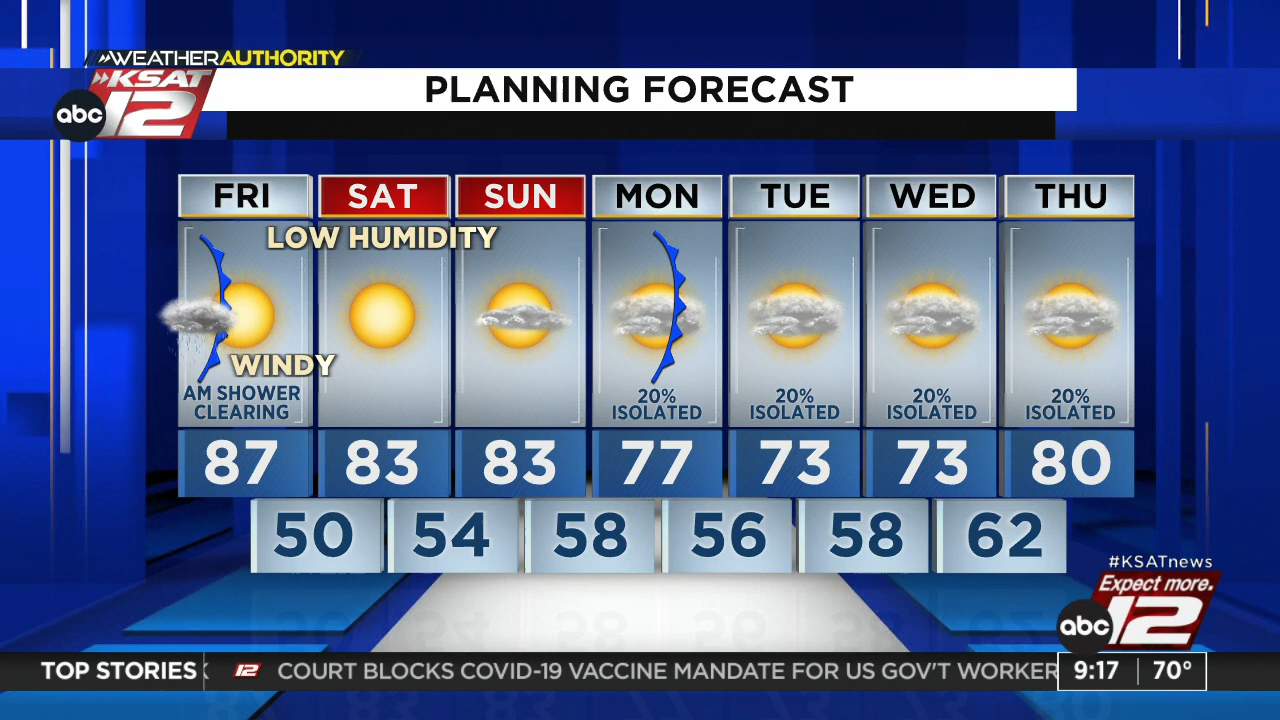 WEATHERAUTHORITY
KSAT
abc
12
PLANNING FORECAST
FRI SAT SUN MON TUE WED THU
LOW HUMIDITY
WINDY
AM SHOWER
CLEARING
20%
ISOLATED
20%
ISOLATED
20%
ISOLATED
20%
ISOLATED
87 83 83 77 73 73 80
50 54 58 56 58 62
#KSATnews
Expect more.
abc 12
TOP STORIES 12 COURT BLOCKS COVID-19 VACCINE MANDATE FOR US GOV'T WORKER 9:17 70°